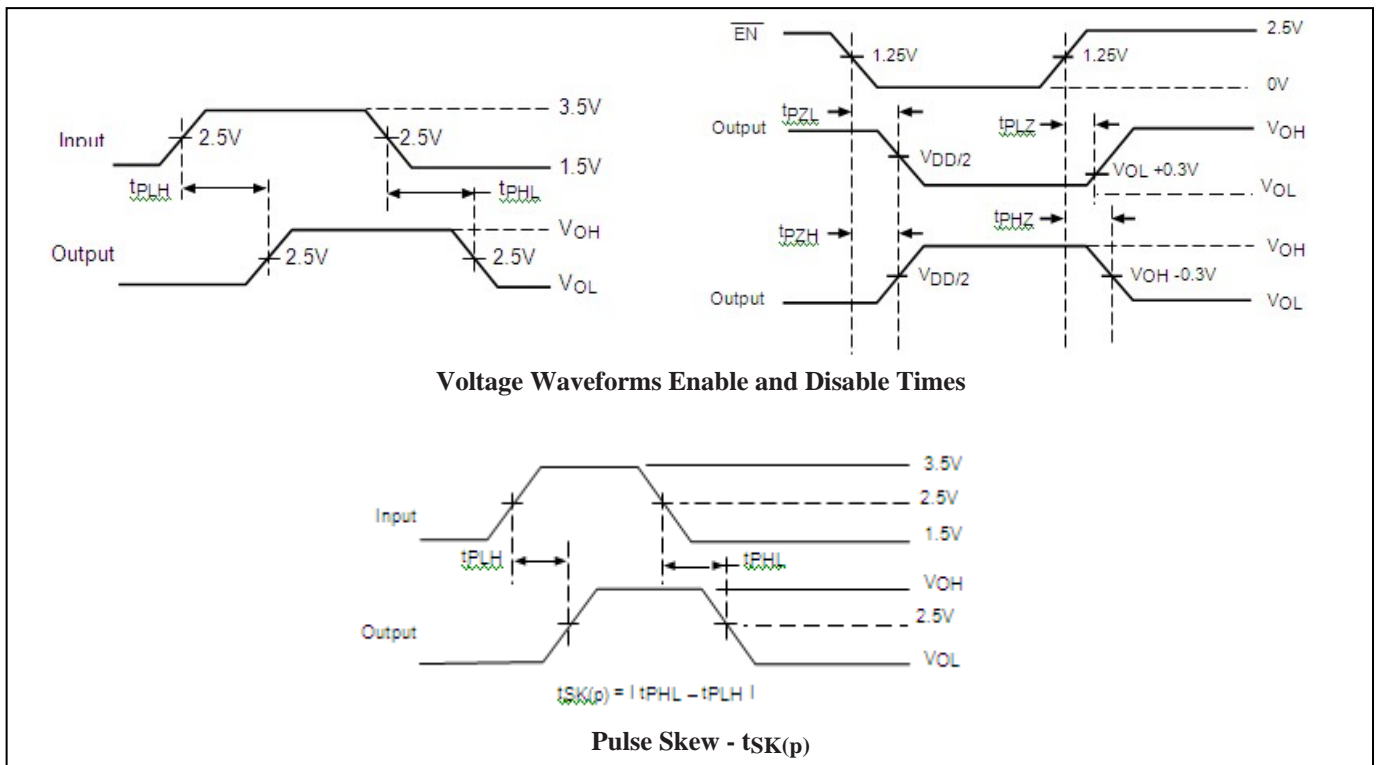 Input
2.5V
2.5V
3.5V
1.5V
tPLH
tPHL
Output
2.5V
2.5V
VOH
VOL
EN
1.25V
1.25V
2.5V
0V
tPZL
Output
VDD/2
tPLZ
VOL +0.3V
VOH
VOL
tPZH
tPHZ
Output
VDD/2
VOH -0.3V
VOH
VOL
Voltage Waveforms Enable and Disable Times
Input
3.5V
2.5V
1.5V
tPLH
tPHL
Output
VOH
2.5V
VOL
tSK(p) = | tPHL – tPLH |
Pulse Skew - tSK(p)